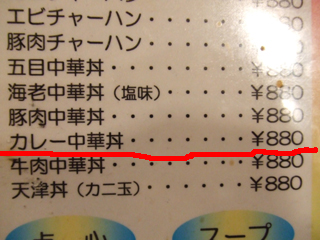 エビチャーハン・・・・・¥880
豚肉チャーハン・・・・・¥880
五目中華丼・・・・・・・¥880
海老中華丼(塩味)・・・・¥880
豚肉中華丼・・・・・・・¥880
カレー中華丼・・・・・・¥880
牛肉中華丼・・・・・・・¥880
天津丼(カニ玉)・・・・・¥880
点心 スープ